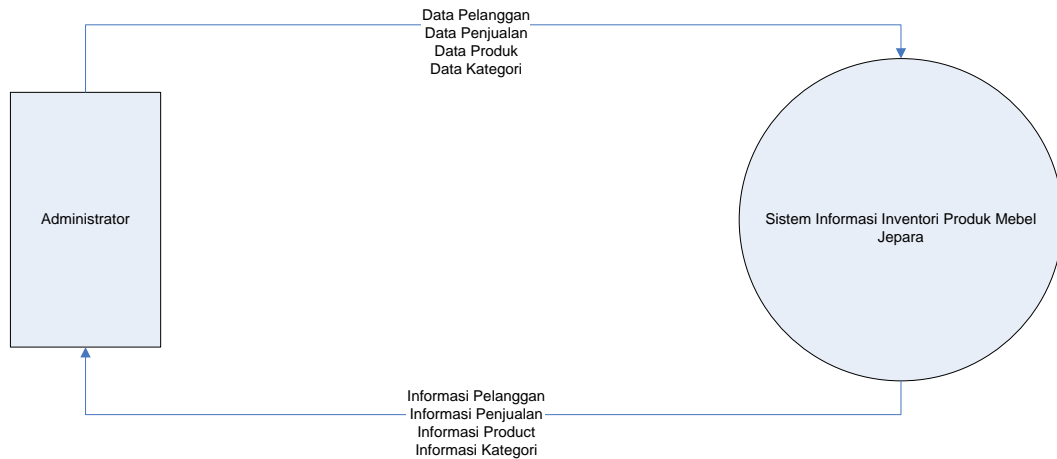 Data Pelanggan
Data Penjualan
Data Produk
Data Kategori
Administrator
Sistem Informasi Inventori Produk Mebel
Jepara
Informasi Pelanggan
Informasi Penjualan
Informasi Product
Informasi Kategori